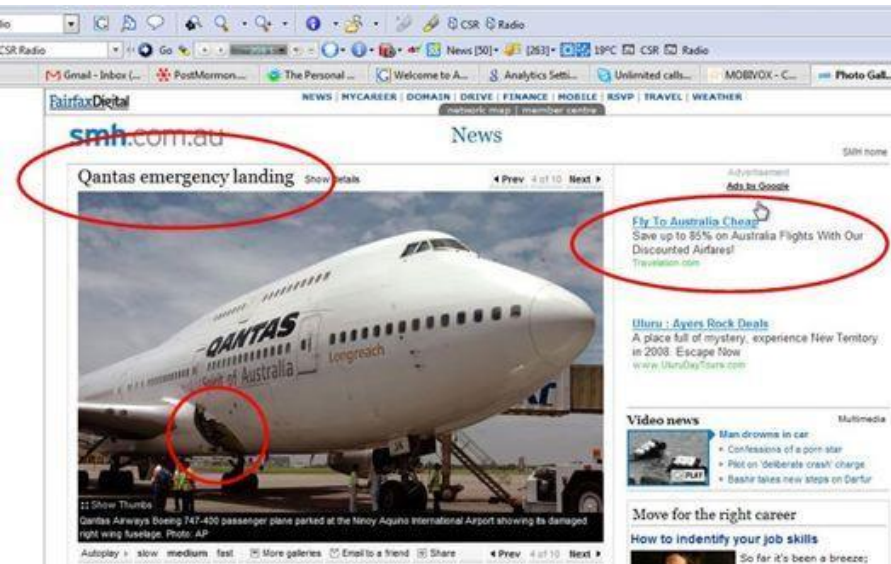 CSR Radio
CSR Radio Go News [50] [263] 19°C CSR Radio
Gmail - Inbox (... PostMormon... The Personal ... Welcome to A... Analytics Setti... Unlimited calls... MOBIVOX - C... Photo Gall...
FairfaxDigital
NEWS | MYCAREER | DOMAIN | DRIVE | FINANCE | MOBILE | RSVP | TRAVEL | WEATHER
network map | member centre
smh.com.au
News
SMH home
Qantas emergency landing Show details
Prev 4 of 10 Next
Advertisement
Ads by Google
Fly To Australia Cheap
Save up to 85% on Australia Flights With Our
Discounted Airfares!
Travelation.com
QANTAS
Spirit of Australia
Longreach
Uluru : Ayers Rock Deals
A place full of mystery, experience New Territory
in 2008. Escape Now
www.UluruDayTours.com
Video news
Multimedia
Man drowns in car
Confessions of a porn star
Pilot on 'deliberate crash' charge
Bashir takes new steps on Darfur
PLAY
Show Thumbs
Qantas Airways Boeing 747-400 passenger plane parked at the Ninoy Aquino International Airport showing its damaged
right wing fuselage. Photo: AP
Autoplay slow medium fast More galleries Email to a friend Share Prev 4 of 10 Next
Move for the right career
How to indentify your job skills
So far it's been a breeze;